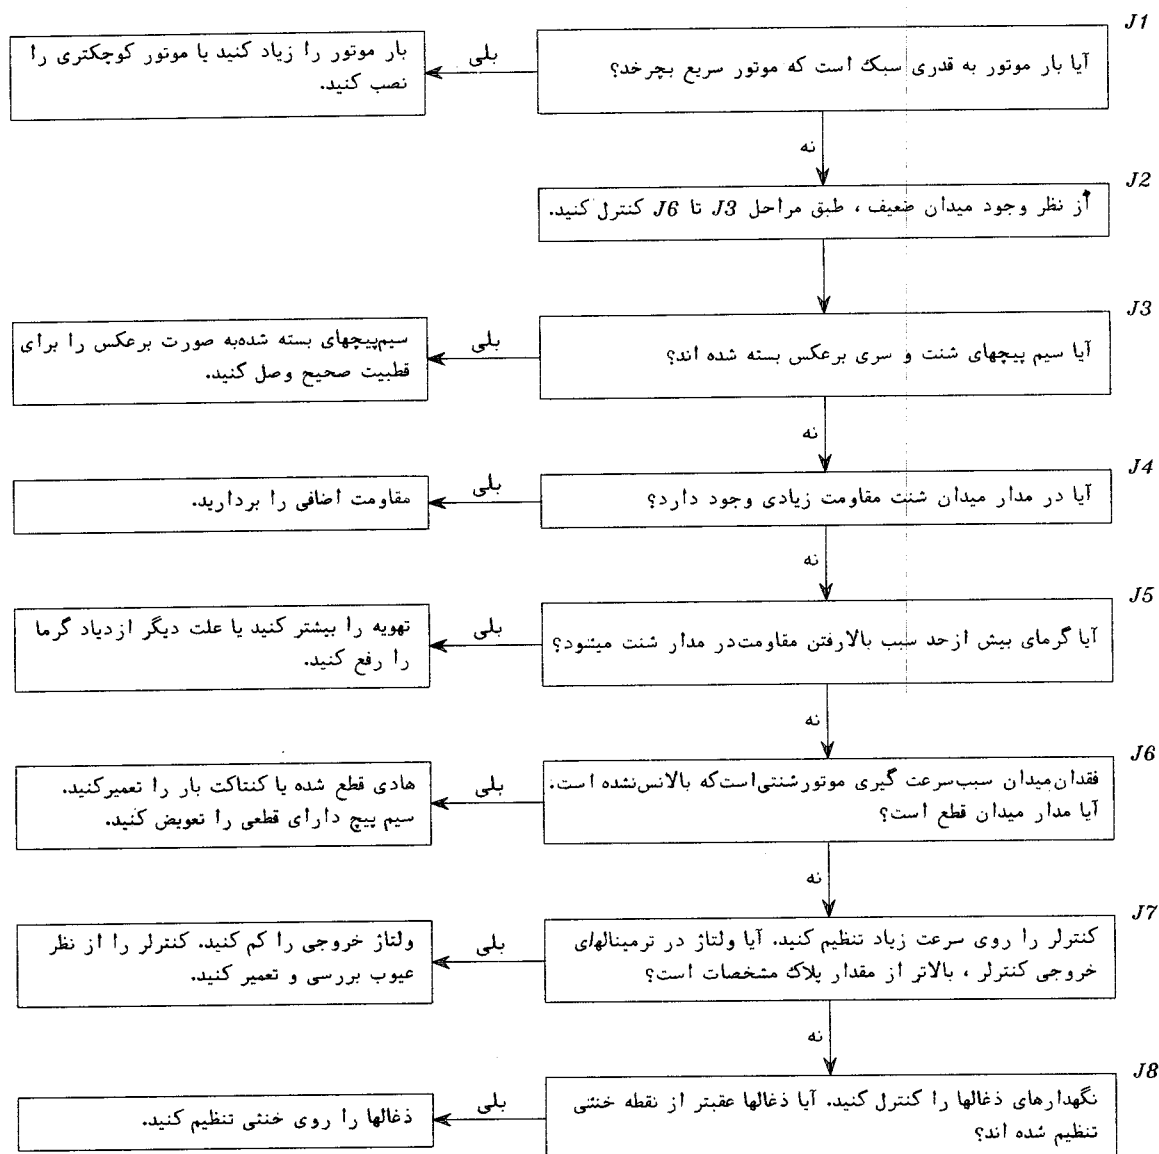 J1
آیا بار موتور به قدری سبک است که موتور سریع بچرخد؟
بلی
بار موتور را زیاد کنید یا موتور کوچکتری را
نصب کنید.
نه
J2
از نظر وجود میدان ضعیف ، طبق مراحل J3 تا J6 کنترل کنید.
J3
آیا سیم پیچهای شنت و سری برعکس بسته شده اند؟
بلی
سیم‌پیچهای بسته شده‌به صورت برعکس را برای
قطبیت صحیح وصل کنید.
نه
J4
آیا در مدار میدان شنت مقاومت زیادی وجود دارد؟
بلی
مقاومت اضافی را بردارید.
نه
J5
آیا گرمای بیش ازحد سبب بالارفتن مقاومت‌در مدار شنت میشود؟
بلی
تهویه را بیشتر کنید یا علت دیگر ازدیاد گرما
را رفع کنید.
نه
J6
فقدان‌میدان سبب‌سرعت گیری موتورشنتی‌است‌که بالانس‌نشده است.
آیا مدار میدان قطع است؟
بلی
هادی قطع شده یا کنتاکت بار را تعمیرکنید.
سیم پیچ دارای قطعی را تعویض کنید.
نه
J7
کنترلر را روی سرعت زیاد تنظیم کنید. آیا ولتاژ در ترمینالهای
خروجی کنترلر ، بالاتر از مقدار پلاک مشخصات است؟
بلی
ولتاژ خروجی را کم کنید. کنترلر را از نظر
عیوب بررسی و تعمیر کنید.
نه
J8
نگهدارهای ذغالها را کنترل کنید. آیا ذغالها عقبتر از نقطه خنثی
تنظیم شده اند؟
بلی
ذغالها را روی خنثی تنظیم کنید.